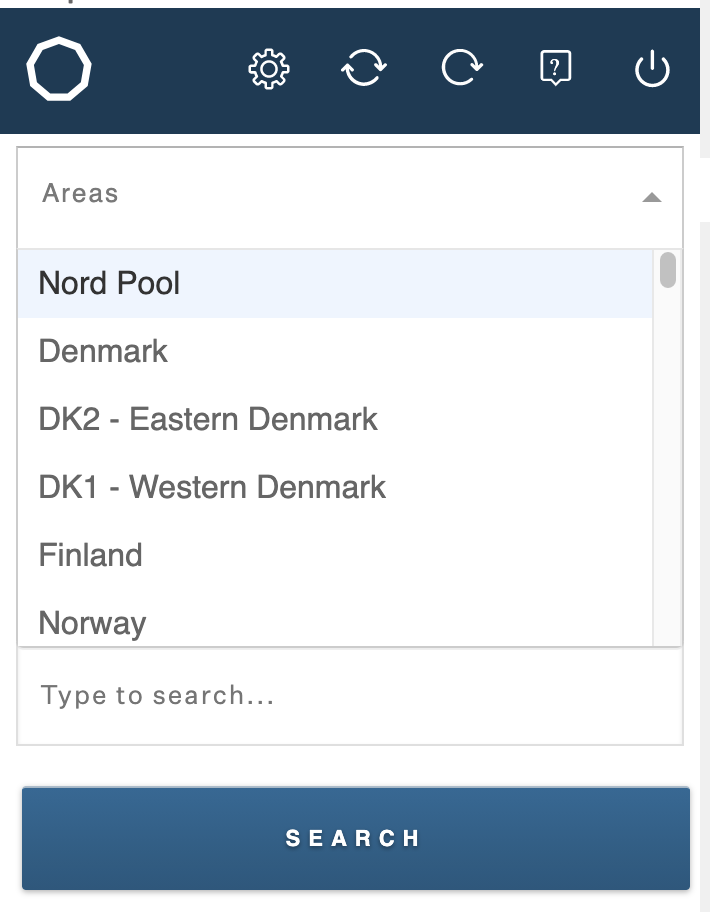 ?
Areas
Nord Pool
Denmark
DK2 - Eastern Denmark
DK1 - Western Denmark
Finland
Norway
Type to search...
SEARCH